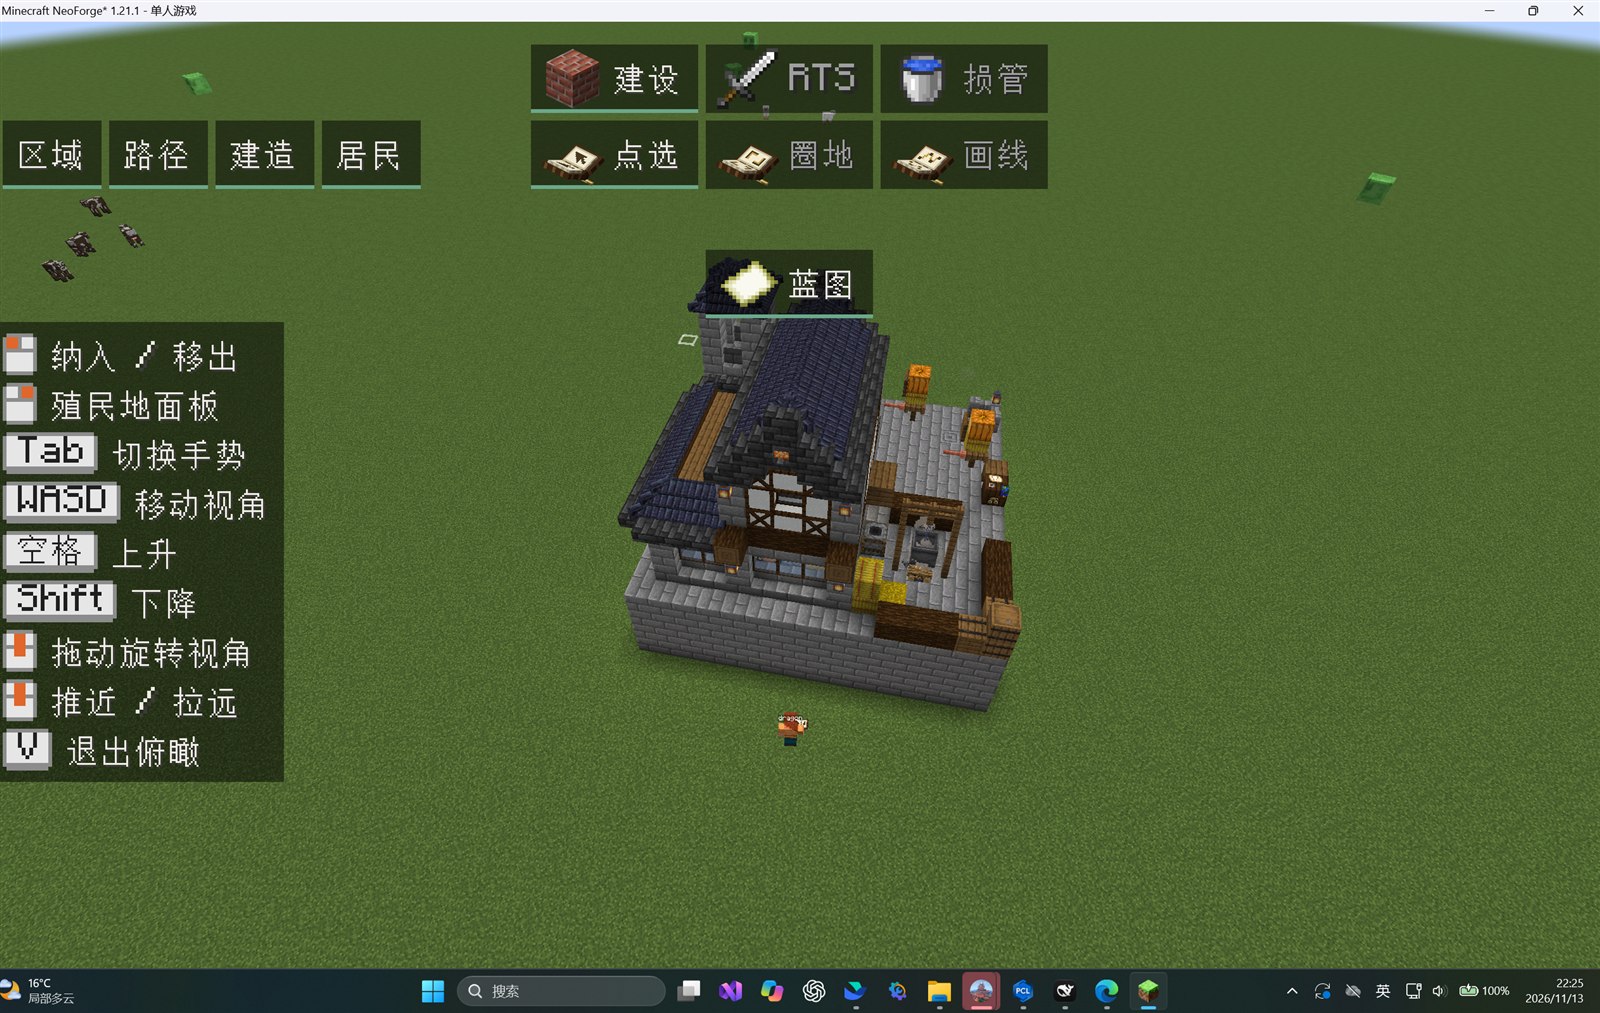 Minecraft NeoForge* 1.21.1 - 单人游戏
建设
RTS
损管
区域
路径
建造
居民
点选
圈地
画线
蓝图
纳入 / 移出
殖民地面板
Tab 切换手势
WASD 移动视角
空格 上升
Shift 下降
拖动旋转视角
推近 / 拉远
V 退出俯瞰
16°C
局部多云
搜索
PCL
英
100%
22:25
2026/11/13